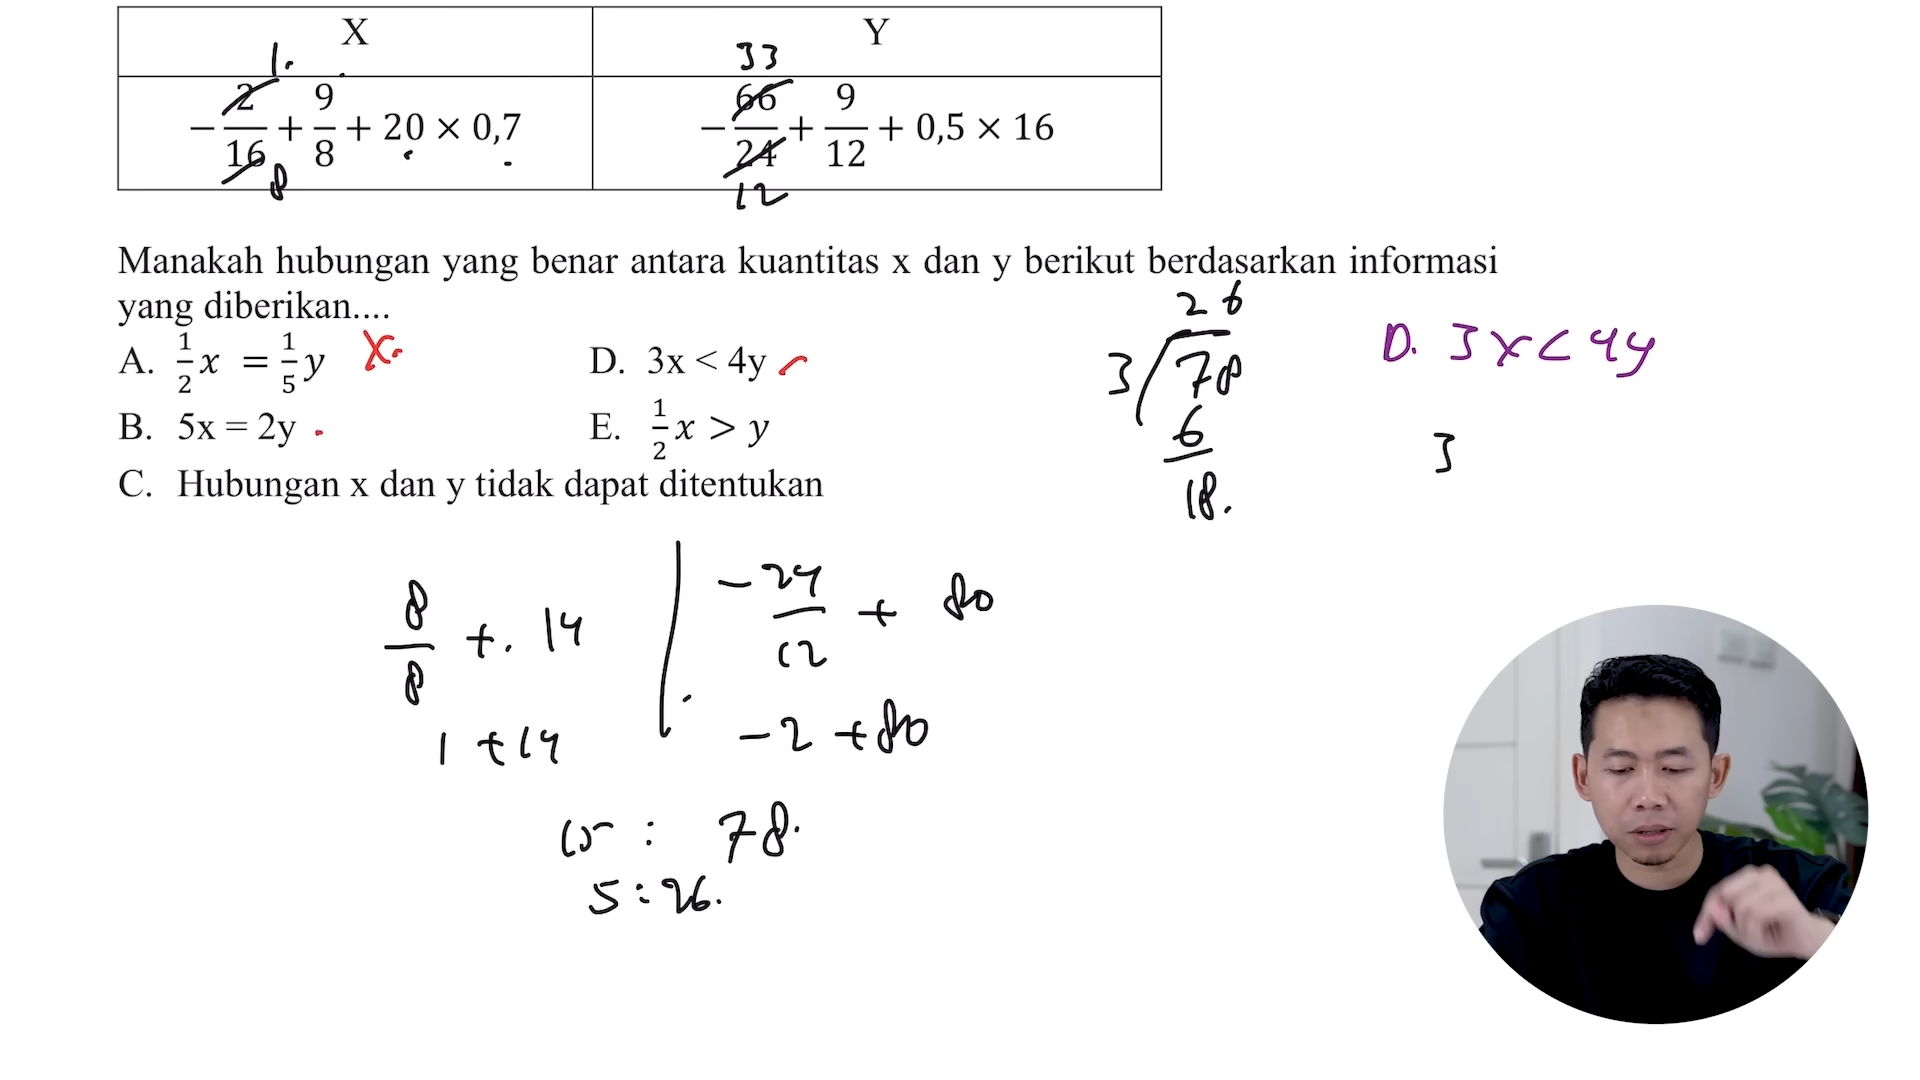 X Y
1. 33
-2/16 + 9/8 + 20 × 0,7 -66/24 + 9/12 + 0,5 × 16
8 12
Manakah hubungan yang benar antara kuantitas x dan y berikut berdasarkan informasi
yang diberikan....
A. 1/2 x = 1/5 y X. D. 3x < 4y
B. 5x = 2y . E. 1/2 x > y
C. Hubungan x dan y tidak dapat ditentukan
26
3 78
6
18.
D. 3x < 4y
3
8/8 +. 14 -24/12 + 80
1 + 14 -2 + 80
15 : 78.
5 : 26.